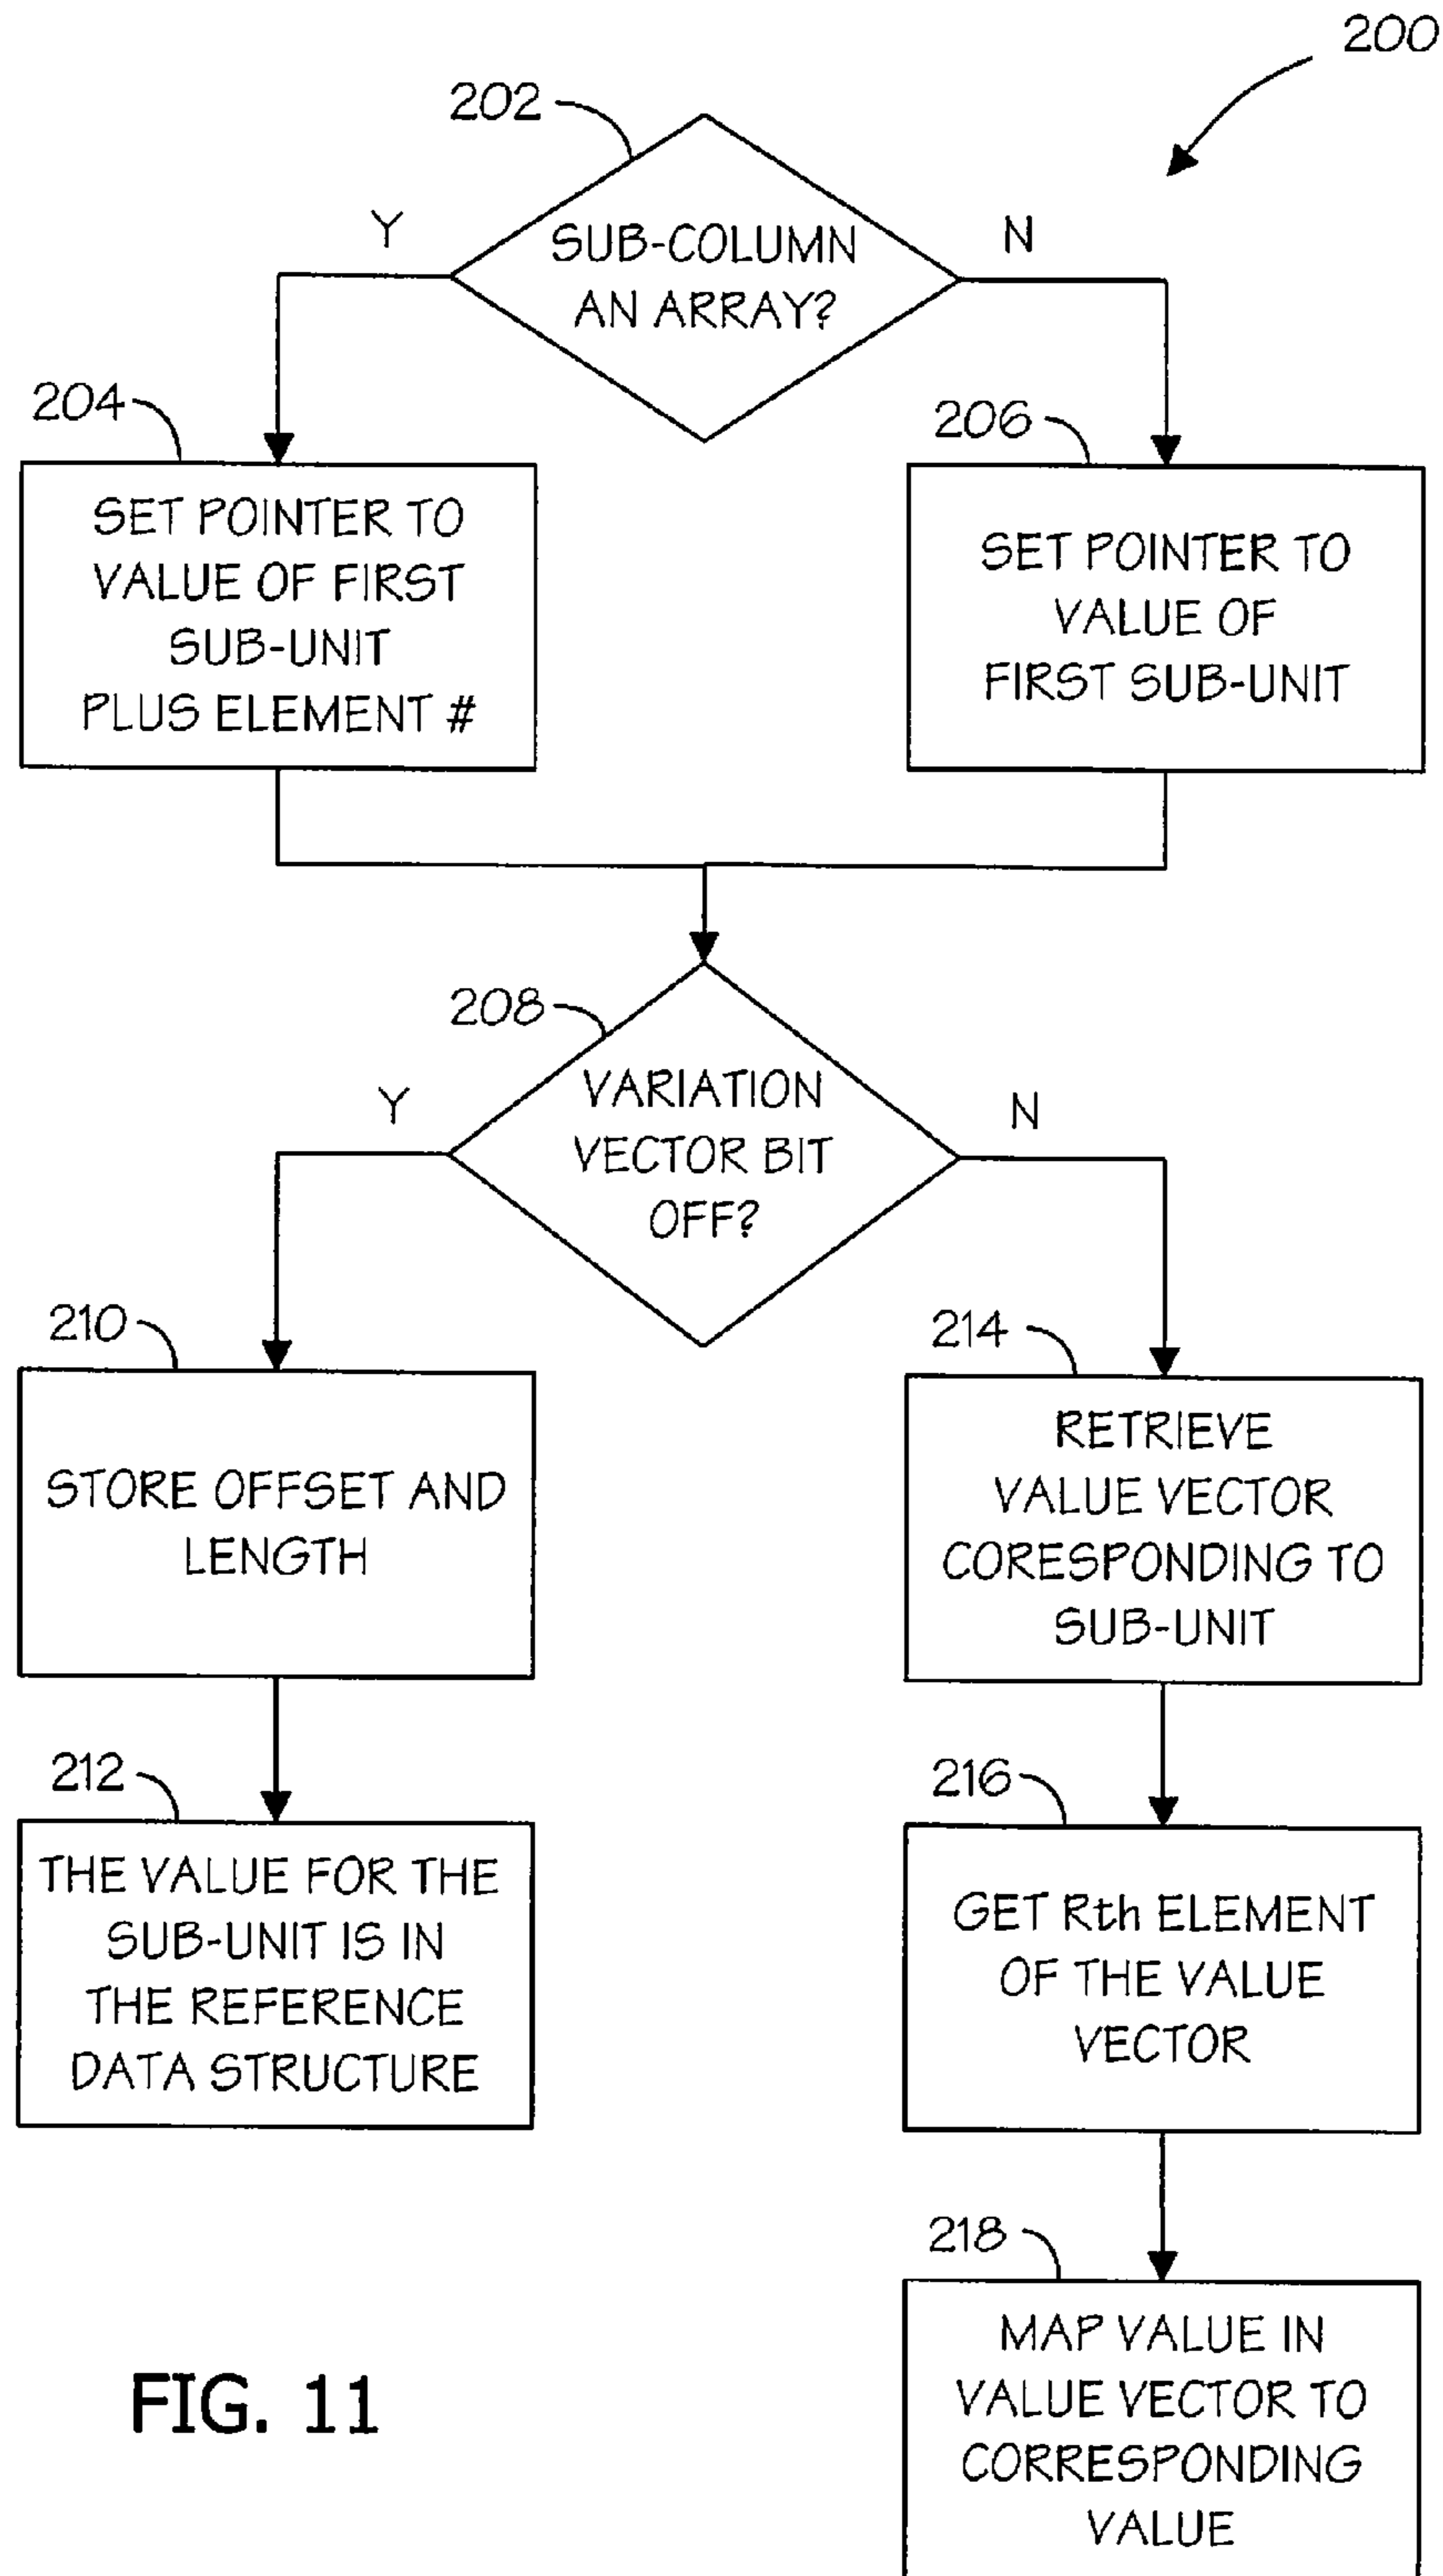 200
202
Y
SUB-COLUMN
AN ARRAY?
N
204
SET POINTER TO
VALUE OF FIRST
SUB-UNIT
PLUS ELEMENT #
206
SET POINTER TO
VALUE OF
FIRST SUB-UNIT
208
Y
VARIATION
VECTOR BIT
OFF?
N
210
STORE OFFSET AND
LENGTH
214
RETRIEVE
VALUE VECTOR
CORESPONDING TO
SUB-UNIT
212
THE VALUE FOR THE
SUB-UNIT IS IN
THE REFERENCE
DATA STRUCTURE
216
GET Rth ELEMENT
OF THE VALUE
VECTOR
218
MAP VALUE IN
VALUE VECTOR TO
CORRESPONDING
VALUE
FIG. 11